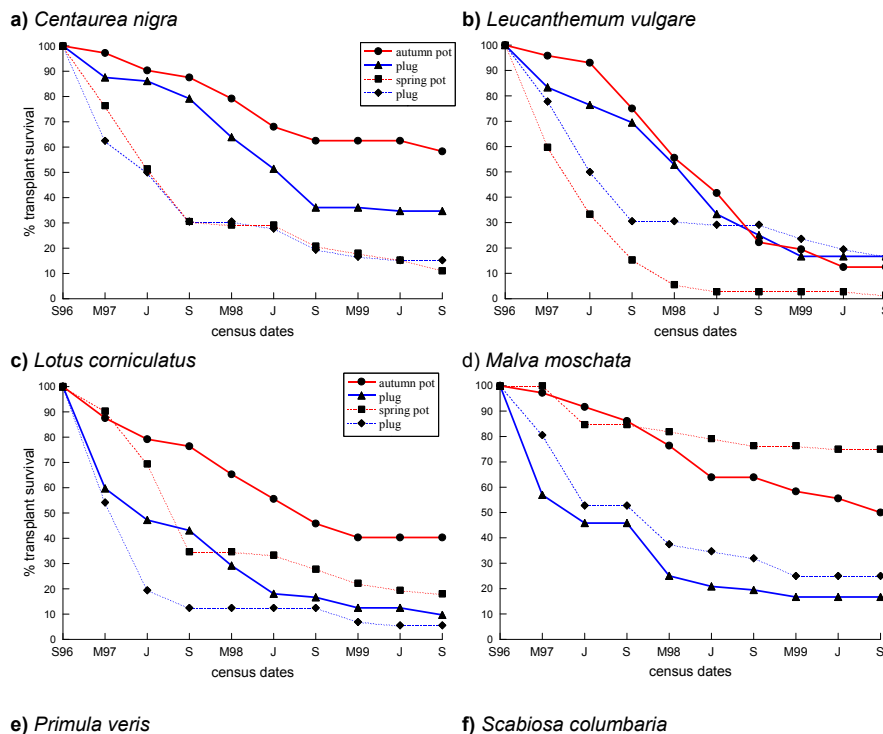 a) Centaurea nigra
100
90
80
70
60
50
40
30
20
10
0
% transplant survival
autumn pot
plug
spring pot
plug
S96 M97 J S M98 J S M99 J S
census dates
b) Leucanthemum vulgare
100
90
80
70
60
50
40
30
20
10
0
S96 M97 J S M98 J S M99 J S
census dates
c) Lotus corniculatus
100
90
80
70
60
50
40
30
20
10
0
% transplant survival
autumn pot
plug
spring pot
plug
S96 M97 J S M98 J S M99 J S
census dates
d) Malva moschata
100
90
80
70
60
50
40
30
20
10
0
S96 M97 J S M98 J S M99 J S
census dates
e) Primula veris
f) Scabiosa columbaria